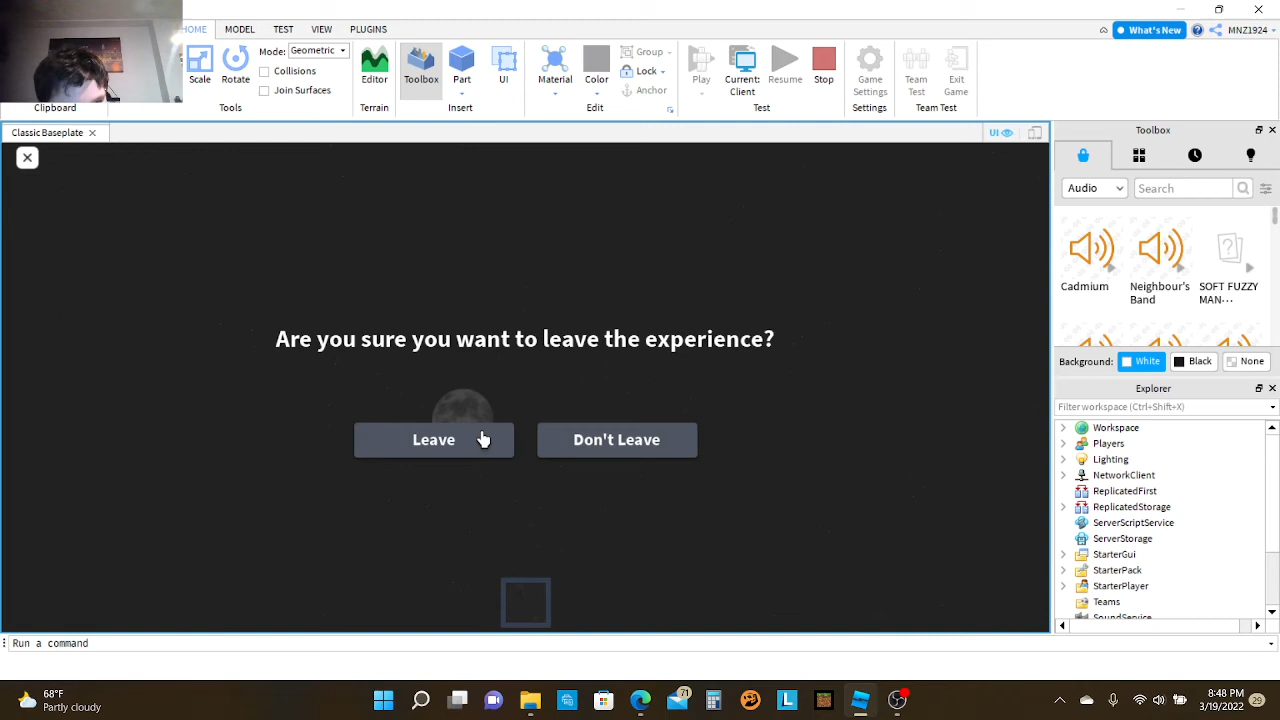 HOME MODEL TEST VIEW PLUGINS
What's New
MNZ1924
Mode: Geometric
Collisions
Join Surfaces
Scale Rotate
Editor
Toolbox Part UI
Material Color
Group
Lock
Anchor
Play Current: Client Resume Stop
Game Settings
Team Test
Exit Game
Clipboard Tools Terrain Insert Edit Test Settings Team Test
Classic Baseplate
UI
Toolbox
Audio
Search
Cadmium
Neighbour's Band
SOFT FUZZY MAN...
Background: White Black None
Are you sure you want to leave the experience?
Leave
Don't Leave
Explorer
Filter workspace (Ctrl+Shift+X)
Workspace
Players
Lighting
NetworkClient
ReplicatedFirst
ReplicatedStorage
ServerScriptService
ServerStorage
StarterGui
StarterPack
StarterPlayer
Teams
SoundService
Run a command
68°F
Partly cloudy
71
8:48 PM
3/19/2022
29